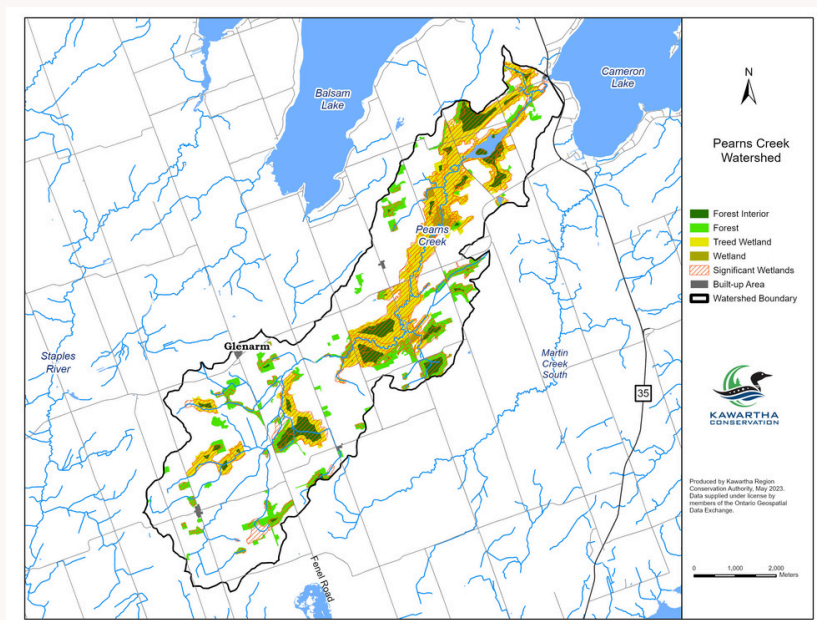 Balsam
Lake
Cameron
Lake
Pearns
Creek
Glenarm
Staples
River
Martin
Creek
South
35
Fenel Road
N
Pearns Creek
Watershed
Forest Interior
Forest
Treed Wetland
Wetland
Significant Wetlands
Built-up Area
Watershed Boundary
KAWARTHA
CONSERVATION
Produced by Kawartha Region
Conservation Authority, May 2023.
Data supplied under license by
members of the Ontario Geospatial
Data Exchange.
0 1,000 2,000
Meters